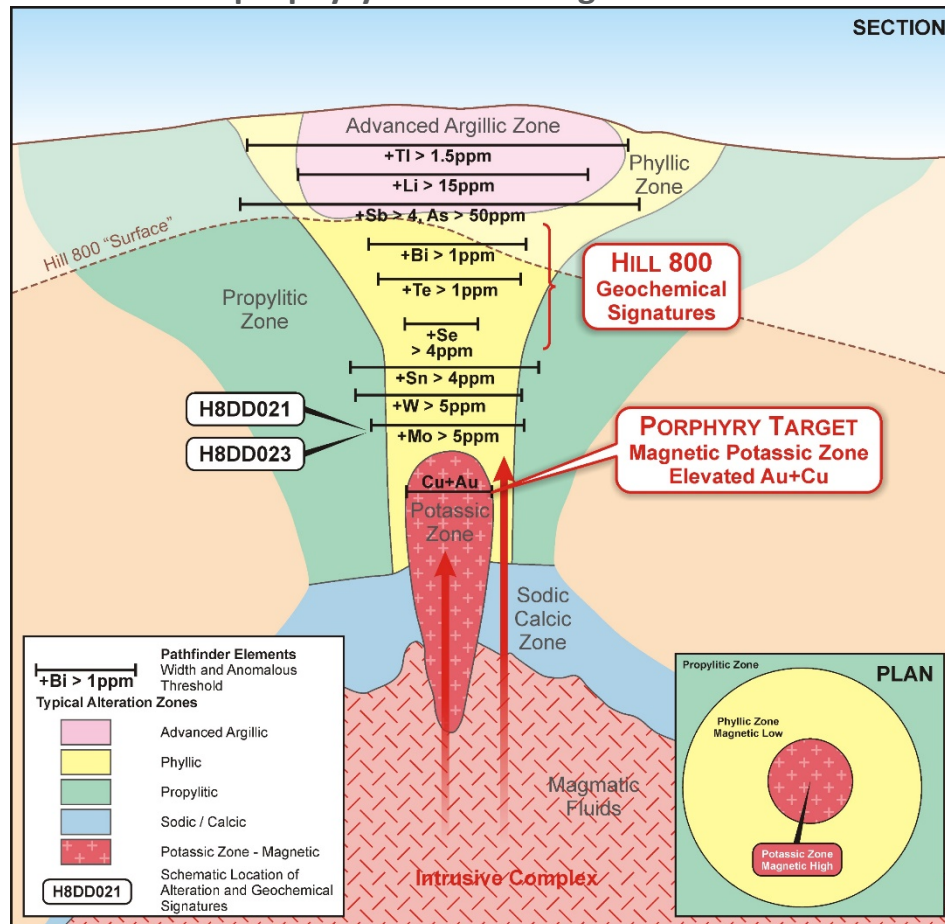 SECTION
Advanced Argillic Zone
+Tl > 1.5ppm
Phyllic
Zone
+Li > 15ppm
+Sb > 4, As > 50ppm
Hill 800 "Surface"
+Bi > 1ppm
HILL 800
Geochemical
Signatures
+Te > 1ppm
Propylitic
Zone
+Se
> 4ppm
+Sn > 4ppm
H8DD021
+W > 5ppm
+Mo > 5ppm
H8DD023
PORPHYRY TARGET
Magnetic Potassic Zone
Elevated Au+Cu
Cu+Au
Potassic
Zone
Sodic
Calcic
Zone
Magmatic
Fluids
Intrusive Complex
Pathfinder Elements
Width and Anomalous
Threshold
+Bi > 1ppm
Typical Alteration Zones
Advanced Argillic
Phyllic
Propylitic
Sodic / Calcic
Potassic Zone - Magnetic
H8DD021
Schematic Location of
Alteration and Geochemical
Signatures
Propylitic Zone
PLAN
Phyllic Zone
Magnetic Low
Potassic Zone
Magnetic High